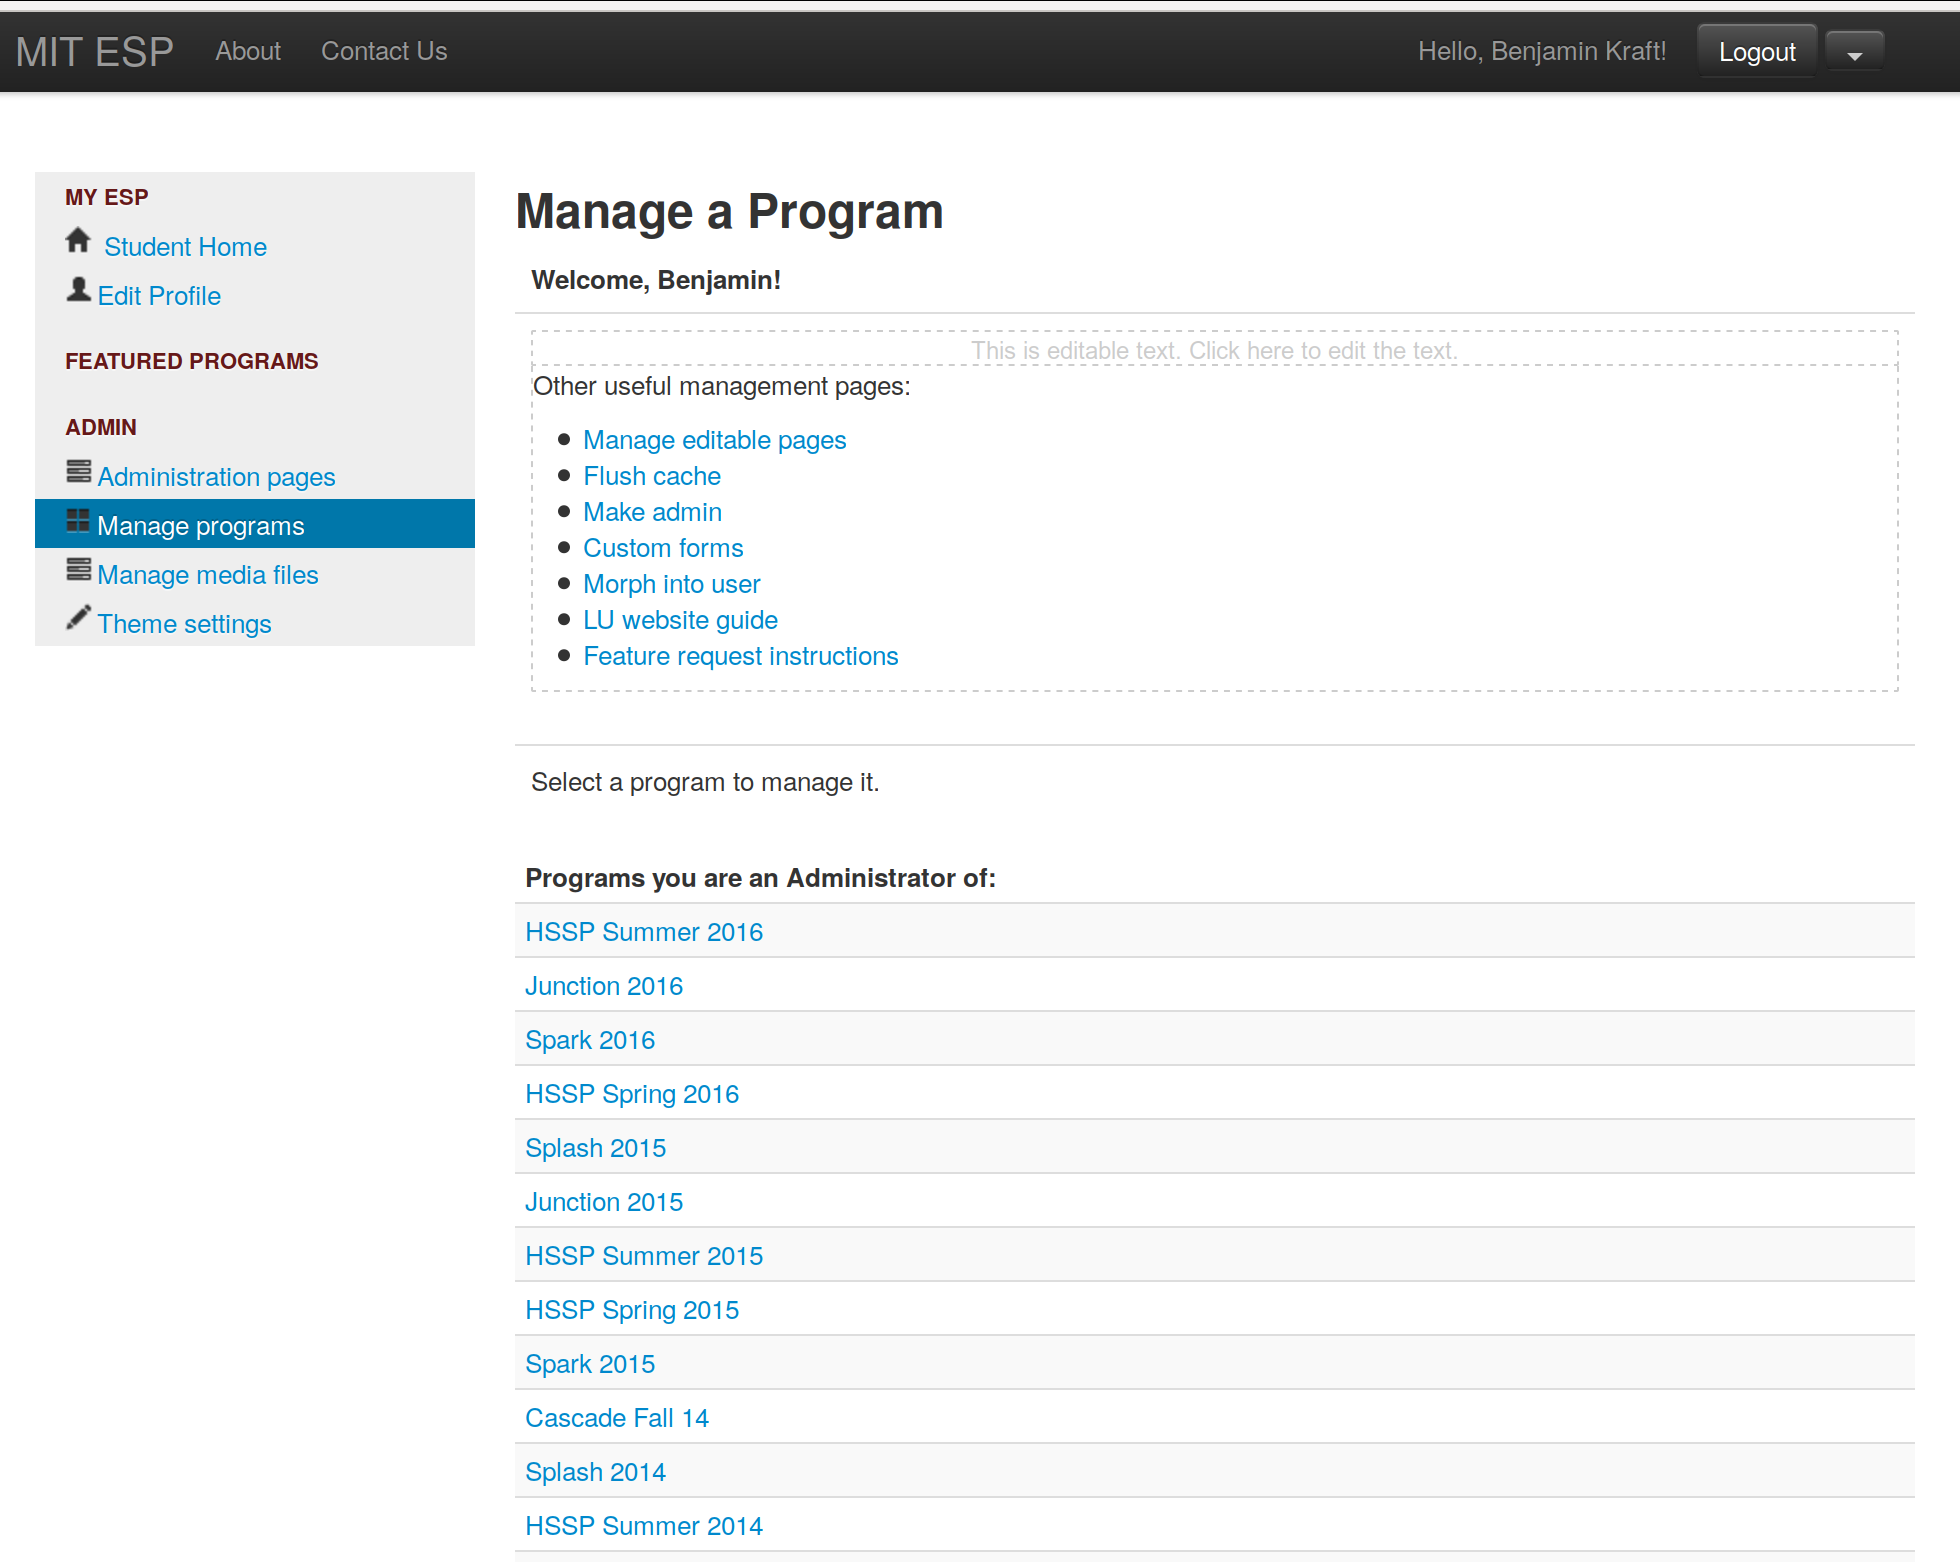 MIT ESP About Contact Us Hello, Benjamin Kraft! Logout
MY ESP
Student Home
Edit Profile
FEATURED PROGRAMS
ADMIN
Administration pages
Manage programs
Manage media files
Theme settings
Manage a Program
Welcome, Benjamin!
This is editable text. Click here to edit the text.
Other useful management pages:
Manage editable pages
Flush cache
Make admin
Custom forms
Morph into user
LU website guide
Feature request instructions
Select a program to manage it.
Programs you are an Administrator of:
HSSP Summer 2016
Junction 2016
Spark 2016
HSSP Spring 2016
Splash 2015
Junction 2015
HSSP Summer 2015
HSSP Spring 2015
Spark 2015
Cascade Fall 14
Splash 2014
HSSP Summer 2014